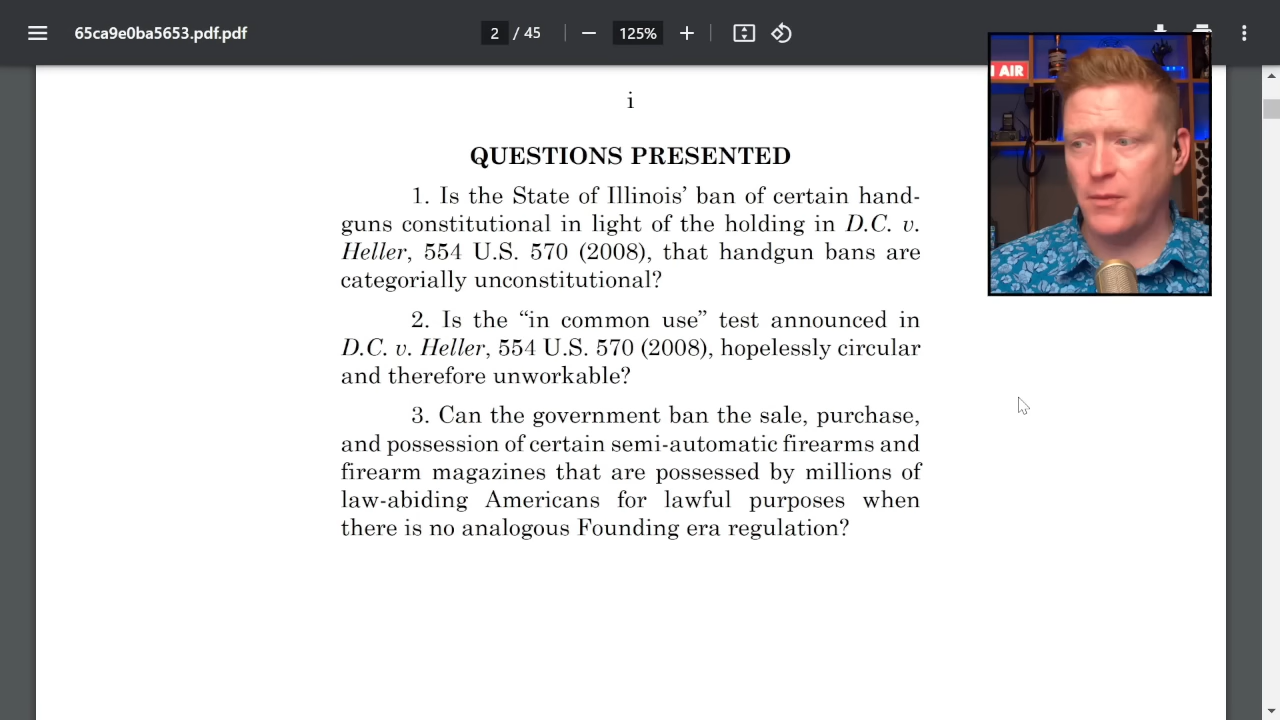 65ca9e0ba5653.pdf.pdf
2 / 45
125%
AIR
i
QUESTIONS PRESENTED
1. Is the State of Illinois’ ban of certain hand-
guns constitutional in light of the holding in D.C. v.
Heller, 554 U.S. 570 (2008), that handgun bans are
categorially unconstitutional?
2. Is the “in common use” test announced in
D.C. v. Heller, 554 U.S. 570 (2008), hopelessly circular
and therefore unworkable?
3. Can the government ban the sale, purchase,
and possession of certain semi-automatic firearms and
firearm magazines that are possessed by millions of
law-abiding Americans for lawful purposes when
there is no analogous Founding era regulation?